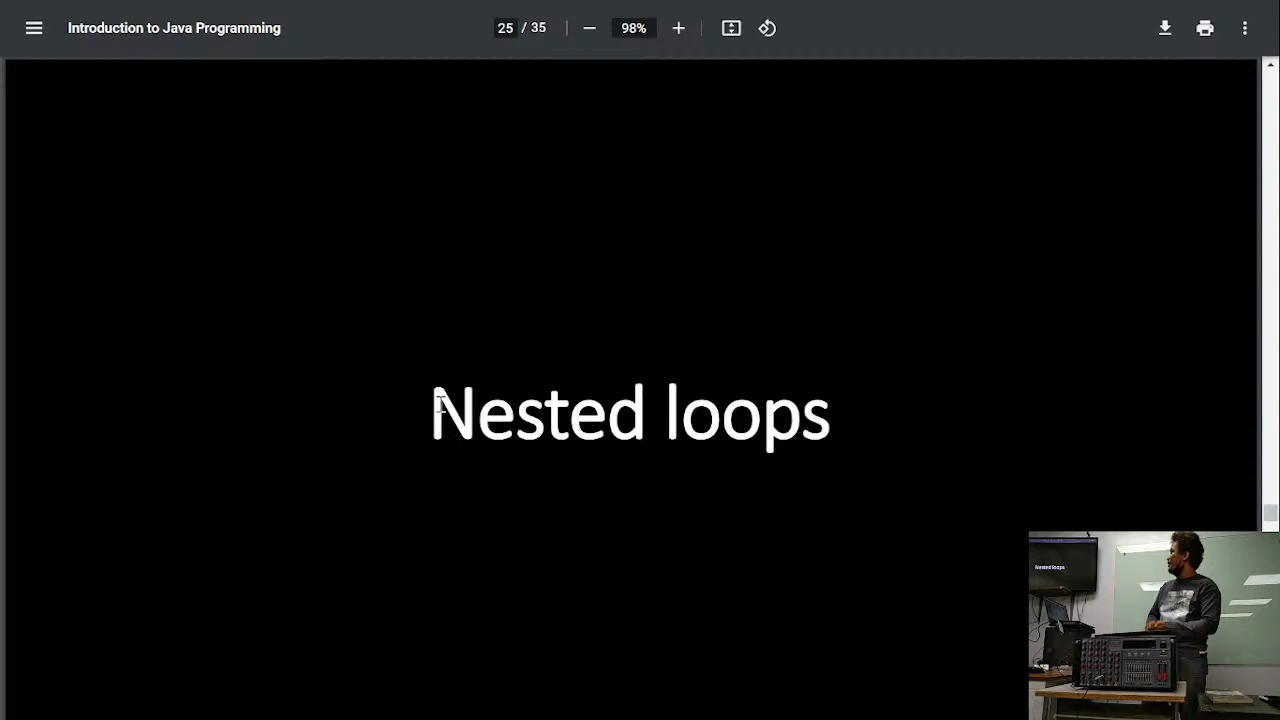 Introduction to Java Programming
25 / 35
98%
Nested loops
Nested loops